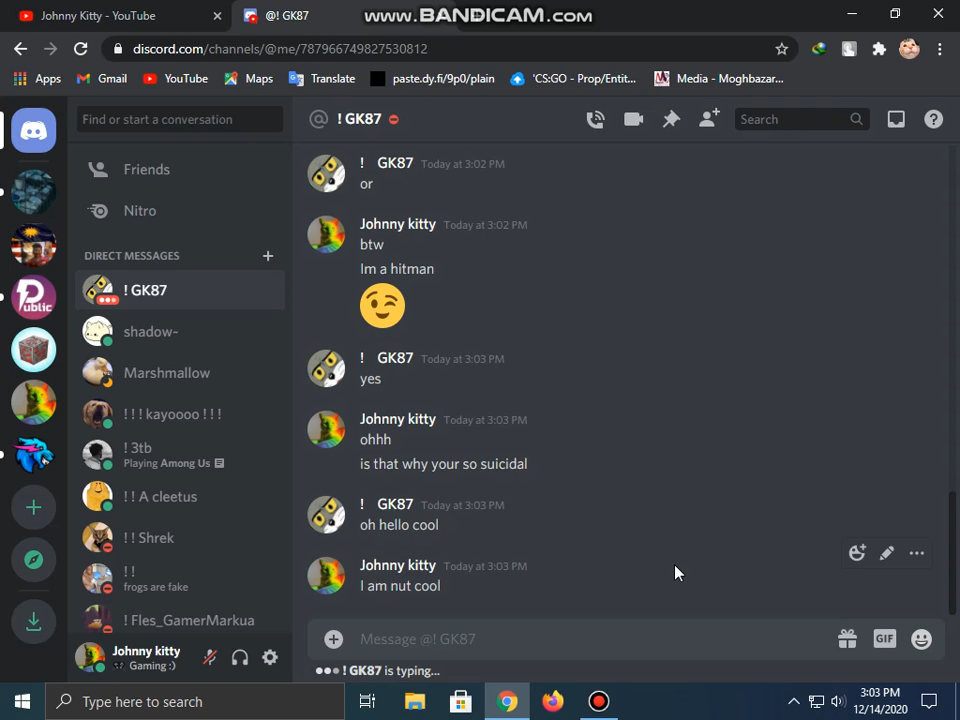 Johnny Kitty - YouTube
@! GK87
www.BANDICAM.com
discord.com/channels/@me/787966749827530812
Apps
Gmail
YouTube
Maps
Translate
paste.dy.fi/9p0/plain
'CS:GO - Prop/Entit...
Media - Moghbazar...
Find or start a conversation
@ ! GK87
Search
Friends
Nitro
DIRECT MESSAGES +
! GK87
shadow-
Marshmallow
! ! ! kayoooo ! ! !
! 3tb
Playing Among Us
! ! A cleetus
! ! Shrek
! !
frogs are fake
! Fles_GamerMarkua
Public
Johnny kitty
Gaming :)
! GK87 Today at 3:02 PM
or
Johnny kitty Today at 3:02 PM
btw
Im a hitman
! GK87 Today at 3:03 PM
yes
Johnny kitty Today at 3:03 PM
ohhh
is that why your so suicidal
! GK87 Today at 3:03 PM
oh hello cool
Johnny kitty Today at 3:03 PM
I am nut cool
Message @! GK87
GIF
! GK87 is typing...
Type here to search
3:03 PM
12/14/2020